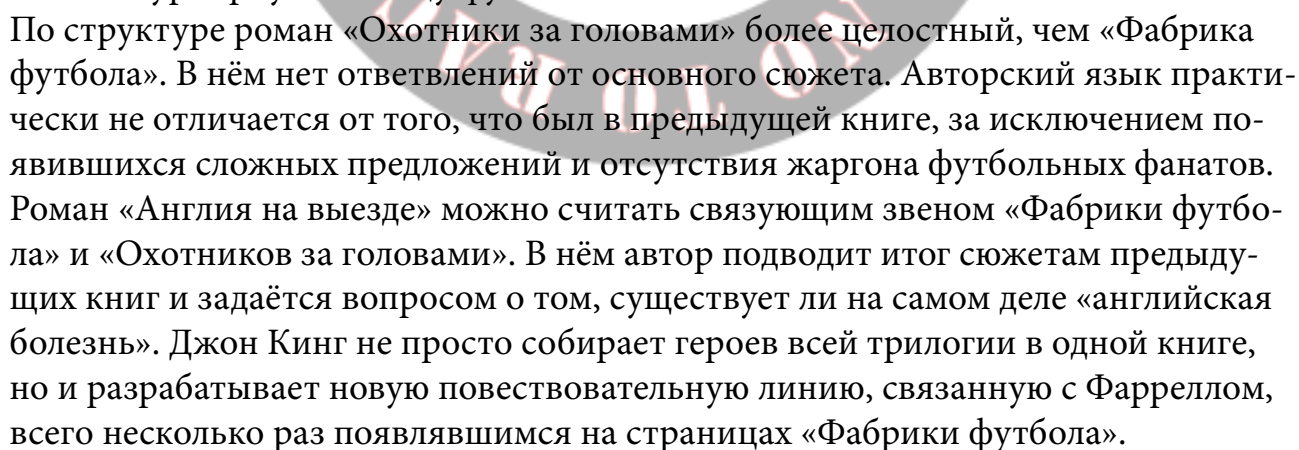 По структуре роман «Охотники за головами» более целостный, чем «Фабрика
футбола». В нём нет ответвлений от основного сюжета. Авторский язык практи-
чески не отличается от того, что был в предыдущей книге, за исключением по-
явившихся сложных предложений и отсутствия жаргона футбольных фанатов.
Роман «Англия на выезде» можно считать связующим звеном «Фабрики футбо-
ла» и «Охотников за головами». В нём автор подводит итог сюжетам предыду-
щих книг и задаётся вопросом о том, существует ли на самом деле «английская
болезнь». Джон Кинг не просто собирает героев всей трилогии в одной книге,
но и разрабатывает новую повествовательную линию, связанную с Фарреллом,
всего несколько раз появлявшимся на страницах «Фабрики футбола».